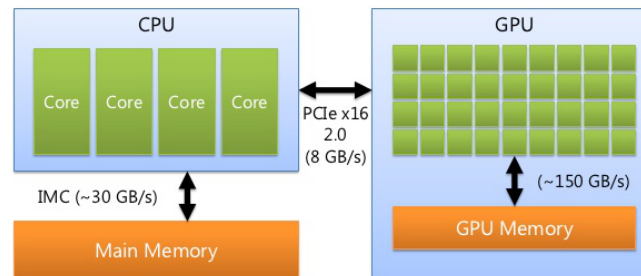 CPU
Core Core Core Core
IMC (~30 GB/s)
Main Memory
PCIe x16
2.0
(8 GB/s)
GPU
(~150 GB/s)
GPU Memory